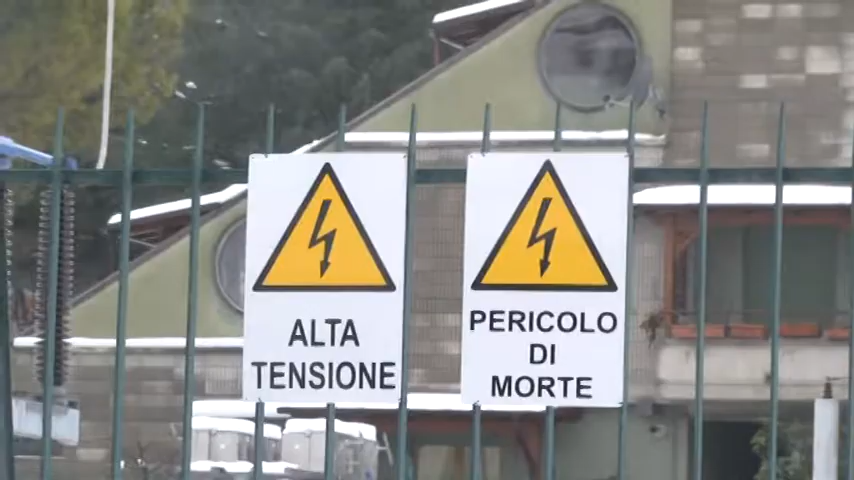 ALTA
TENSIONE
PERICOLO
DI
MORTE